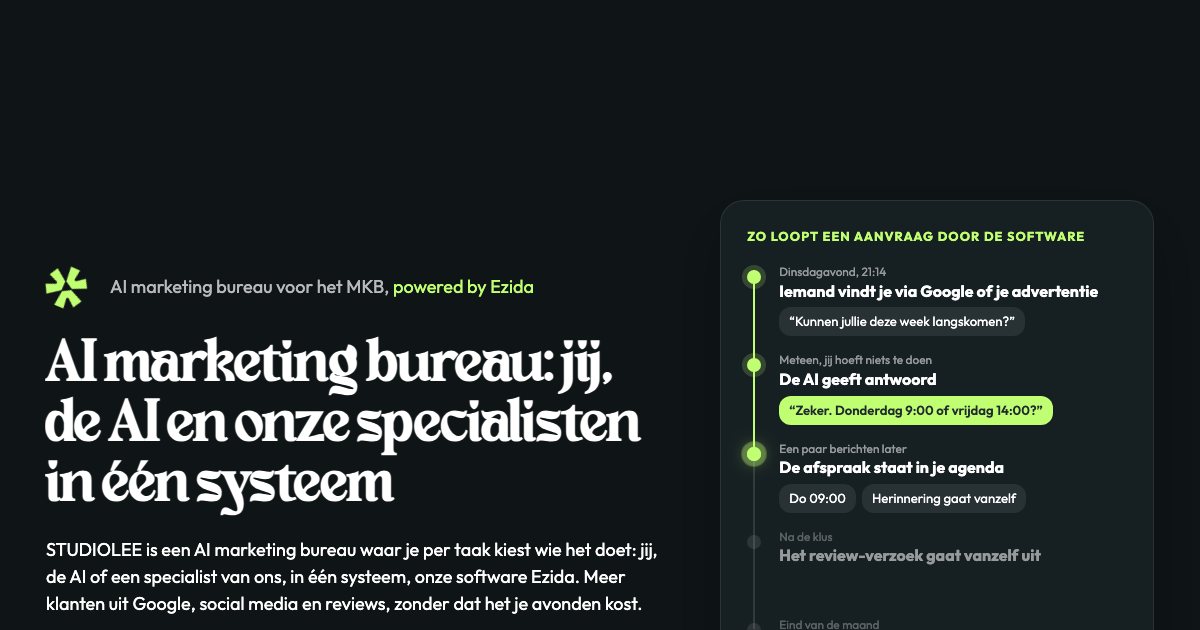 AI marketing bureau voor het MKB, powered by Ezida
AI marketing bureau: jij,
de AI en onze specialisten
in één systeem
STUDIOLEE is een AI marketing bureau waar je per taak kiest wie het doet: jij,
de AI of een specialist van ons, in één systeem, onze software Ezida. Meer
klanten uit Google, social media en reviews, zonder dat het je avonden kost.
ZO LOOPT EEN AANVRAAG DOOR DE SOFTWARE
Dinsdagavond, 21:14
Iemand vindt je via Google of je advertentie
“Kunnen jullie deze week langskomen?”
Meteen, jij hoeft niets te doen
De AI geeft antwoord
“Zeker. Donderdag 9:00 of vrijdag 14:00?”
Een paar berichten later
De afspraak staat in je agenda
Do 09:00 Herinnering gaat vanzelf
Na de klus
Het review-verzoek gaat vanzelf uit
Eind van de maand